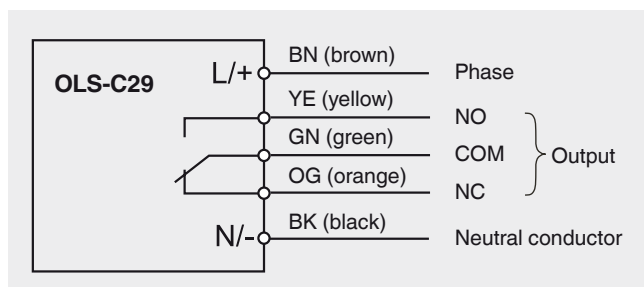 OLS-C29
L/+ BN (brown) Phase
YE (yellow) NO
GN (green) COM Output
OG (orange) NC
N/- BK (black) Neutral conductor